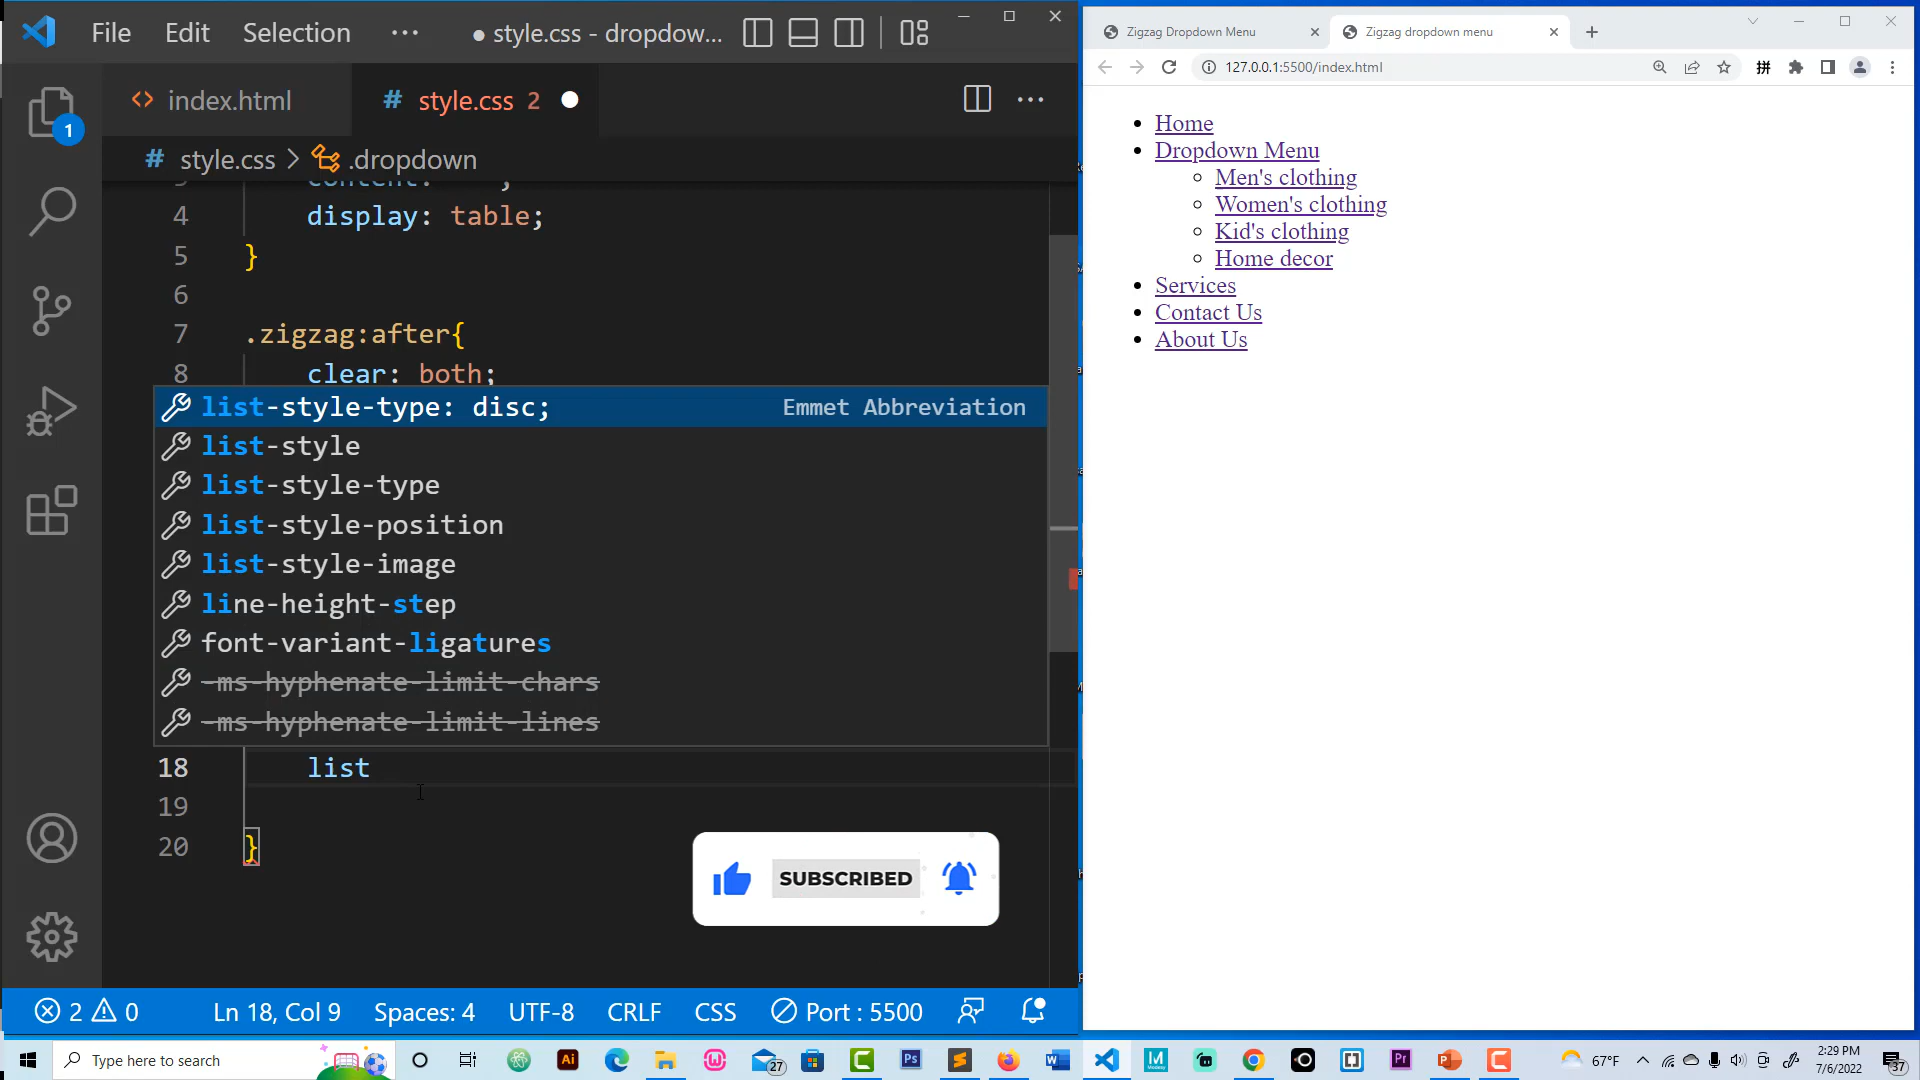 File Edit Selection ··· ● style.css - dropdow...
index.html # style.css 2
# style.css > .dropdown
4 display: table;
5 }
6
7 .zigzag:after{
8 clear: both;
list-style-type: disc; Emmet Abbreviation
list-style
list-style-type
list-style-position
list-style-image
line-height-step
font-variant-ligatures
-ms-hyphenate-limit-chars
-ms-hyphenate-limit-lines
18 list
19
20 }
SUBSCRIBED
1
2 0 Ln 18, Col 9 Spaces: 4 UTF-8 CRLF CSS Port : 5500
Zigzag Dropdown Menu Zigzag dropdown menu
127.0.0.1:5500/index.html
Home
Dropdown Menu
Men's clothing
Women's clothing
Kid's clothing
Home decor
Services
Contact Us
About Us
Type here to search
Ai
27
Ps
Pr
67°F
2:29 PM
7/6/2022
37